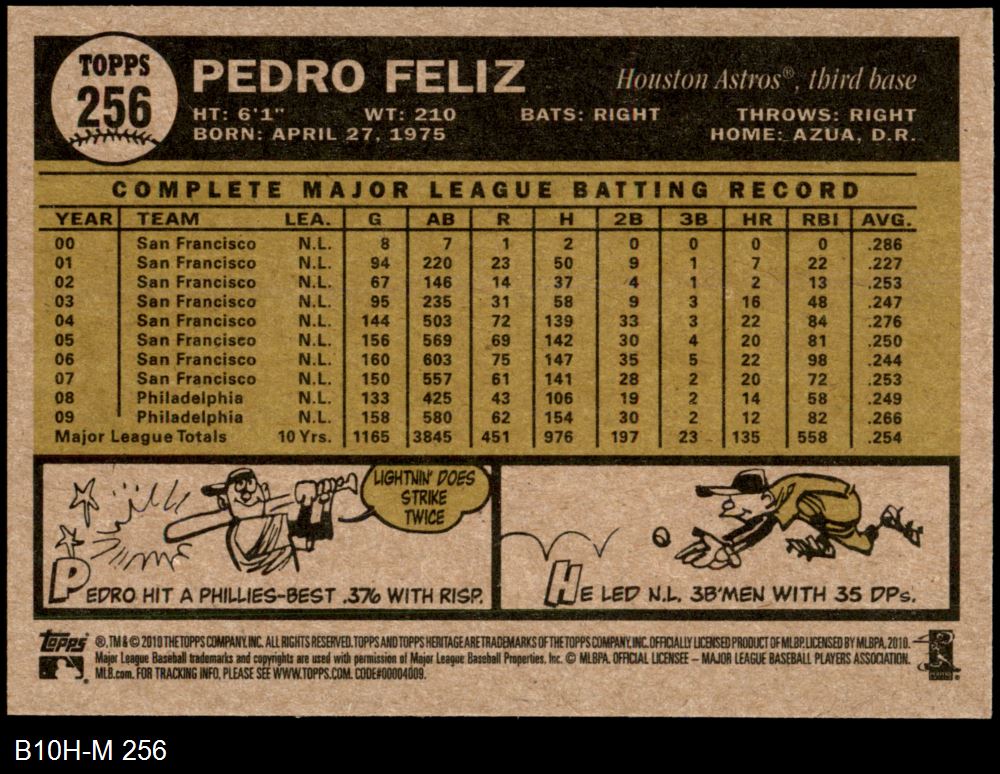 TOPPS
256
PEDRO FELIZ
Houston Astros®, third base
HT: 6'1" WT: 210 BATS: RIGHT THROWS: RIGHT
BORN: APRIL 27, 1975 HOME: AZUA, D.R.
COMPLETE MAJOR LEAGUE BATTING RECORD
YEAR TEAM LEA. G AB R H 2B 3B HR RBI AVG.
00 San Francisco N.L. 8 7 1 2 0 0 0 0 .286
01 San Francisco N.L. 94 220 23 50 9 1 7 22 .227
02 San Francisco N.L. 67 146 14 37 4 1 2 13 .253
03 San Francisco N.L. 95 235 31 58 9 3 16 48 .247
04 San Francisco N.L. 144 503 72 139 33 3 22 84 .276
05 San Francisco N.L. 156 569 69 142 30 4 20 81 .250
06 San Francisco N.L. 160 603 75 147 35 5 22 98 .244
07 San Francisco N.L. 150 557 61 141 28 2 20 72 .253
08 Philadelphia N.L. 133 425 43 106 19 2 14 58 .249
09 Philadelphia N.L. 158 580 62 154 30 2 12 82 .266
Major League Totals 10 Yrs. 1165 3845 451 976 197 23 135 558 .254
LIGHTNIN' DOES
STRIKE
TWICE
PEDRO HIT A PHILLIES-BEST .376 WITH RISP.
HE LED N.L. 3B'MEN WITH 35 DPs.
Topps ®, TM & © 2010 THE TOPPS COMPANY, INC. ALL RIGHTS RESERVED. TOPPS AND TOPPS HERITAGE ARE TRADEMARKS OF THE TOPPS COMPANY, INC. OFFICIALLY LICENSED PRODUCT OF MLBP. LICENSED BY MLBPA, 2010.
Major League Baseball trademarks and copyrights are used with permission of Major League Baseball Properties, Inc. © MLBPA. OFFICIAL LICENSEE – MAJOR LEAGUE BASEBALL PLAYERS ASSOCIATION.
MLB.com. FOR TRACKING INFO, PLEASE SEE WWW.TOPPS.COM. CODE#00004009.
B10H-M 256